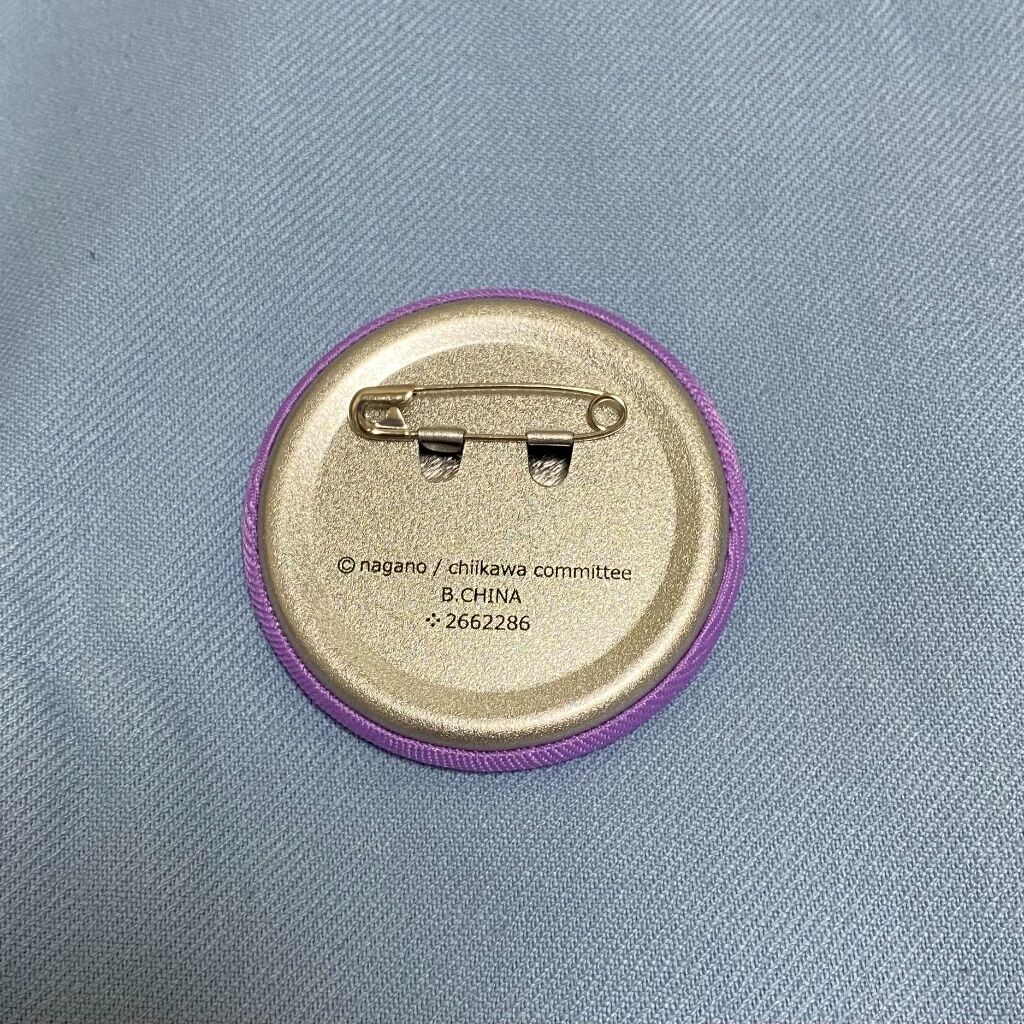 ©nagano / chiikawa committee
B.CHINA
⁘2662286